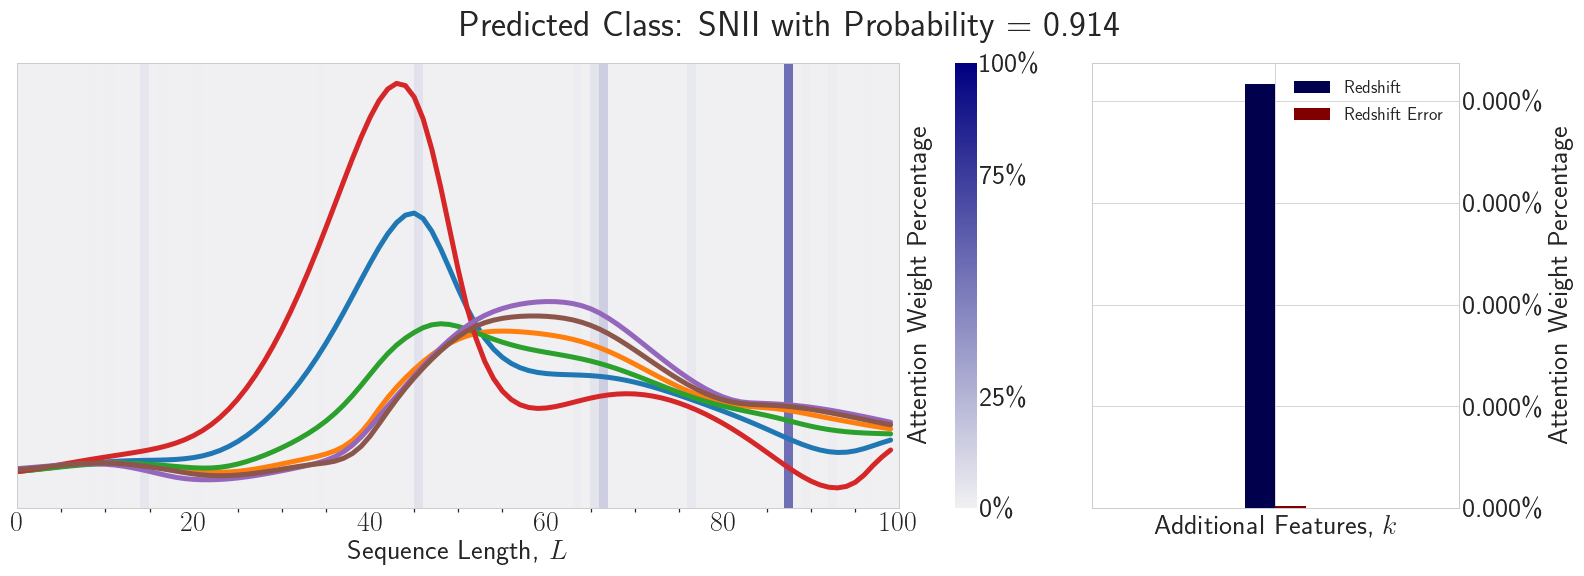 Predicted Class: SNII with Probability = 0.914
0 20 40 60 80 100
Sequence Length, L
100%
75%
25%
0%
Attention Weight Percentage
Redshift
Redshift Error
0.000%
0.000%
0.000%
0.000%
0.000%
Attention Weight Percentage
Additional Features, k